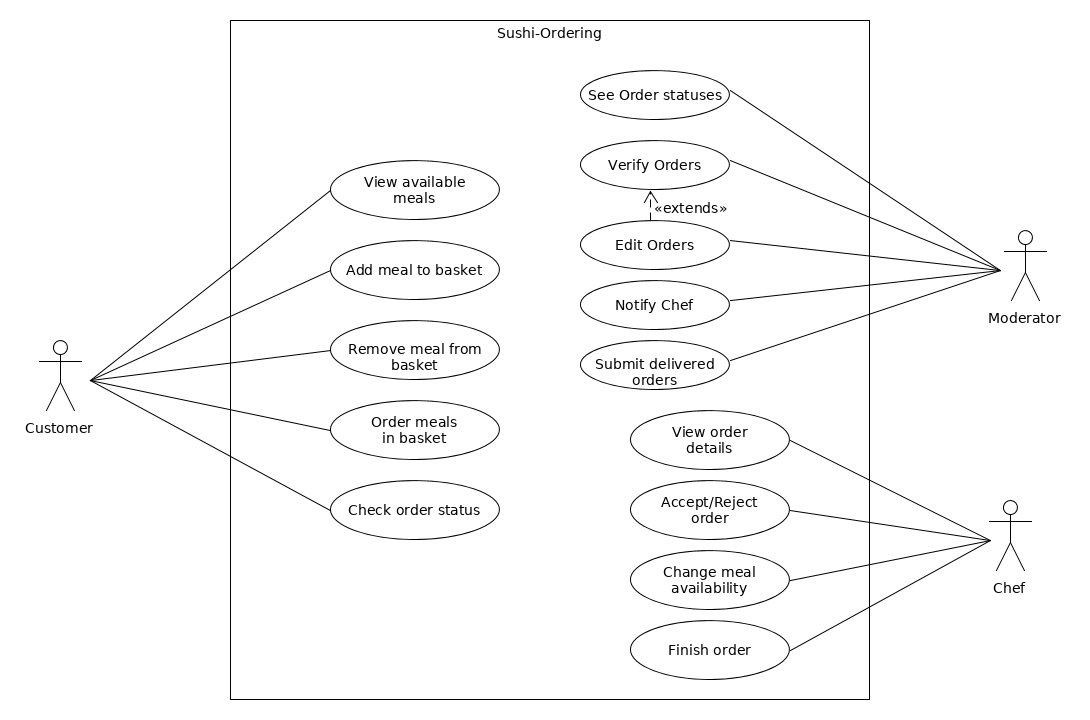 Sushi-Ordering
See Order statuses
Verify Orders
«extends»
Edit Orders
Notify Chef
Submit delivered
orders
View available
meals
Add meal to basket
Remove meal from
basket
Order meals
in basket
Check order status
Customer
Moderator
View order
details
Accept/Reject
order
Change meal
availability
Finish order
Chef